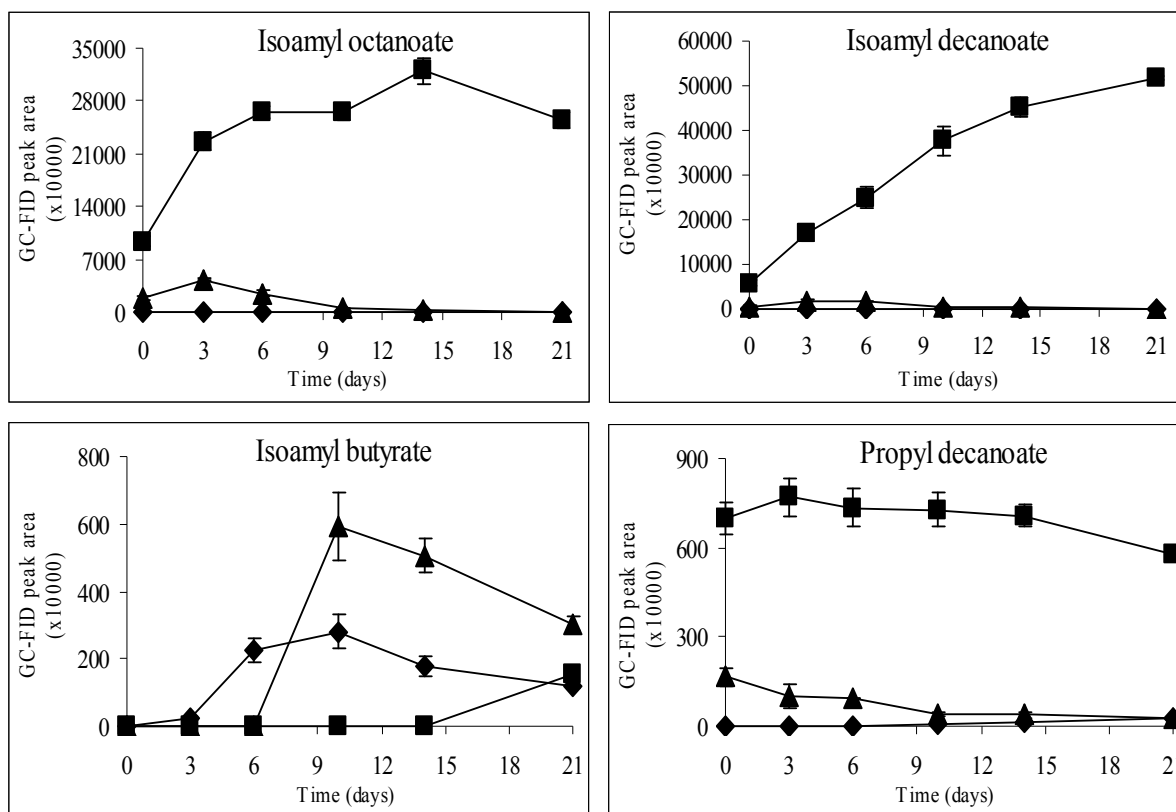 Isoamyl octanoate
GC-FID peak area
(x10000)
35000
28000
21000
14000
7000
0
0 3 6 9 12 15 18 21
Time (days)
Isoamyl decanoate
GC-FID peak area
(x10000)
60000
50000
40000
30000
20000
10000
0
0 3 6 9 12 15 18 21
Time (days)
Isoamyl butyrate
GC-FID peak area
(x10000)
800
600
400
200
0
0 3 6 9 12 15 18 21
Time (days)
Propyl decanoate
GC-FID peak area
(x10000)
900
600
300
0
0 3 6 9 12 15 18 2
Time (days)